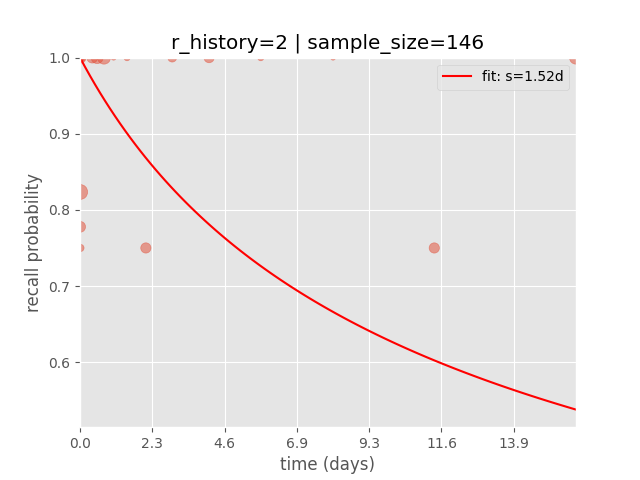 r_history=2 | sample_size=146
fit: s=1.52d
recall probability
1.0
0.9
0.8
0.7
0.6
0.0 2.3 4.6 6.9 9.3 11.6 13.9
time (days)